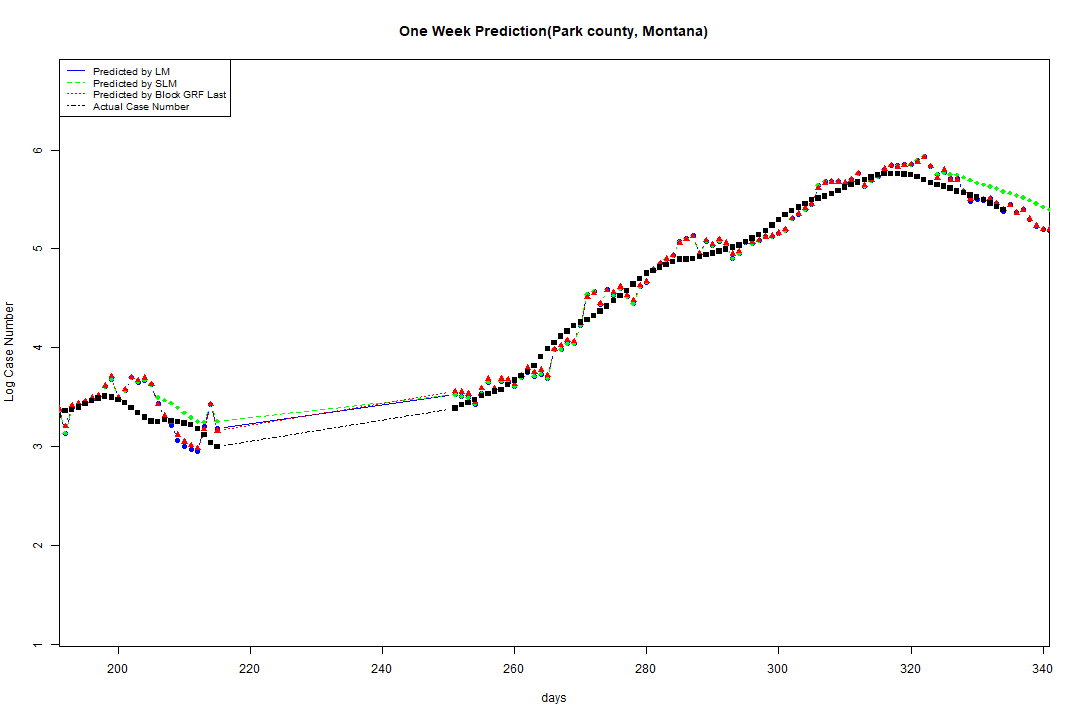 One Week Prediction(Park county, Montana)
Predicted by LM
Predicted by SLM
Predicted by Block GRF Last
Actual Case Number
Log Case Number
6
5
4
3
2
1
200 220 240 260 280 300 320 340
days